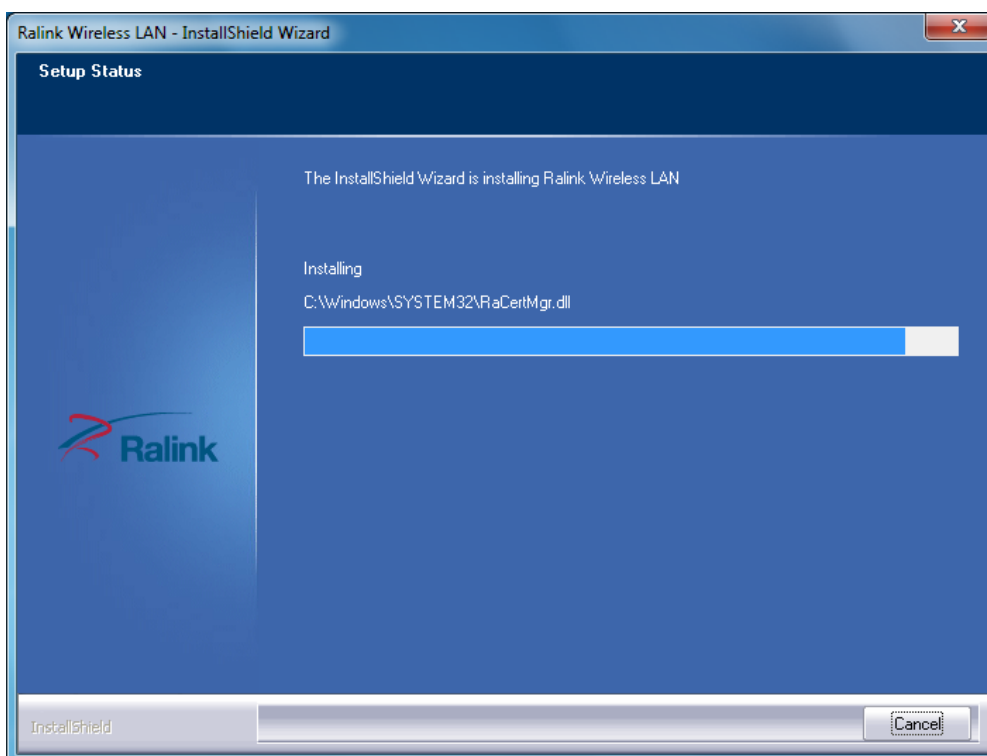 Ralink Wireless LAN - InstallShield Wizard
Setup Status
The InstallShield Wizard is installing Ralink Wireless LAN
Installing
C:\Windows\SYSTEM32\RaCertMgr.dll
Ralink
InstallShield
Cancel